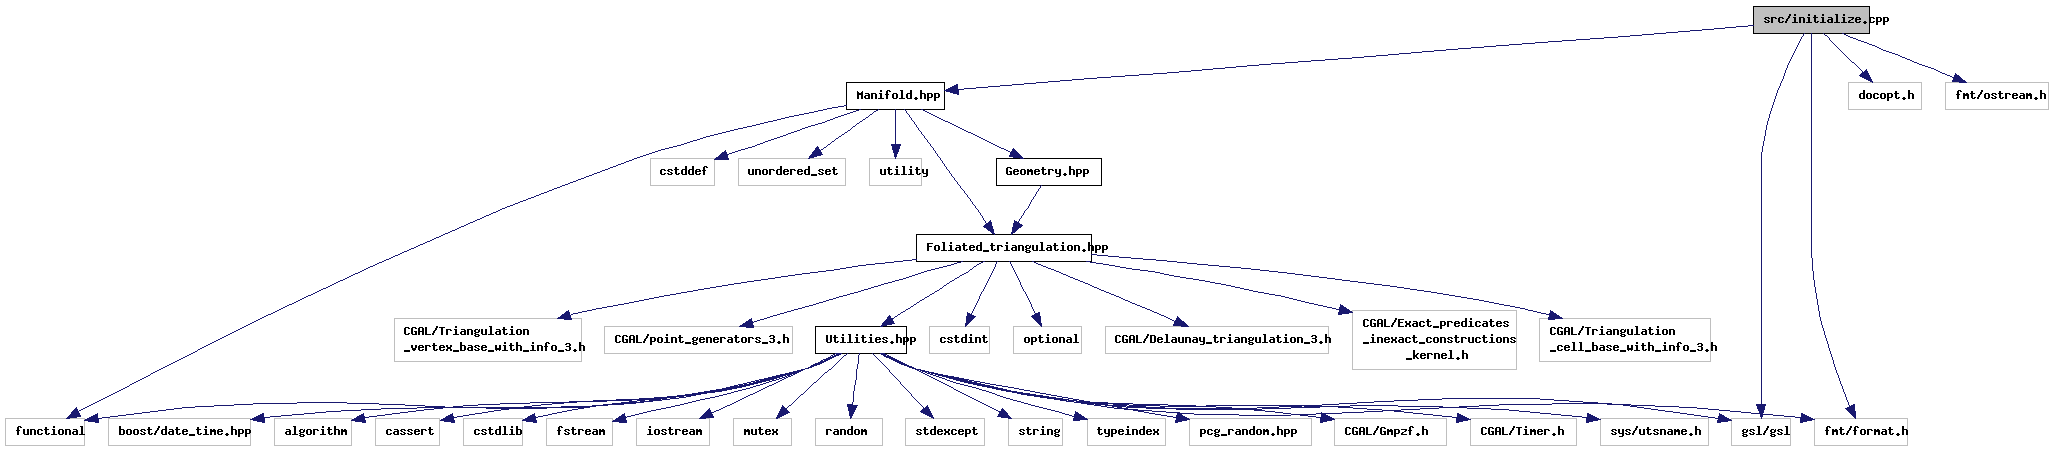 src/initialize.cpp
Manifold.hpp
docopt.h
fmt/ostream.h
cstddef
unordered_set
utility
Geometry.hpp
Foliated_triangulation.hpp
CGAL/Triangulation
_vertex_base_with_info_3.h
CGAL/point_generators_3.h
Utilities.hpp
cstdint
optional
CGAL/Delaunay_triangulation_3.h
CGAL/Exact_predicates
_inexact_constructions
_kernel.h
CGAL/Triangulation
_cell_base_with_info_3.h
functional
boost/date_time.hpp
algorithm
cassert
cstdlib
fstream
iostream
mutex
random
stdexcept
string
typeindex
pcg_random.hpp
CGAL/Gmpzf.h
CGAL/Timer.h
sys/utsname.h
gsl/gsl
fmt/format.h